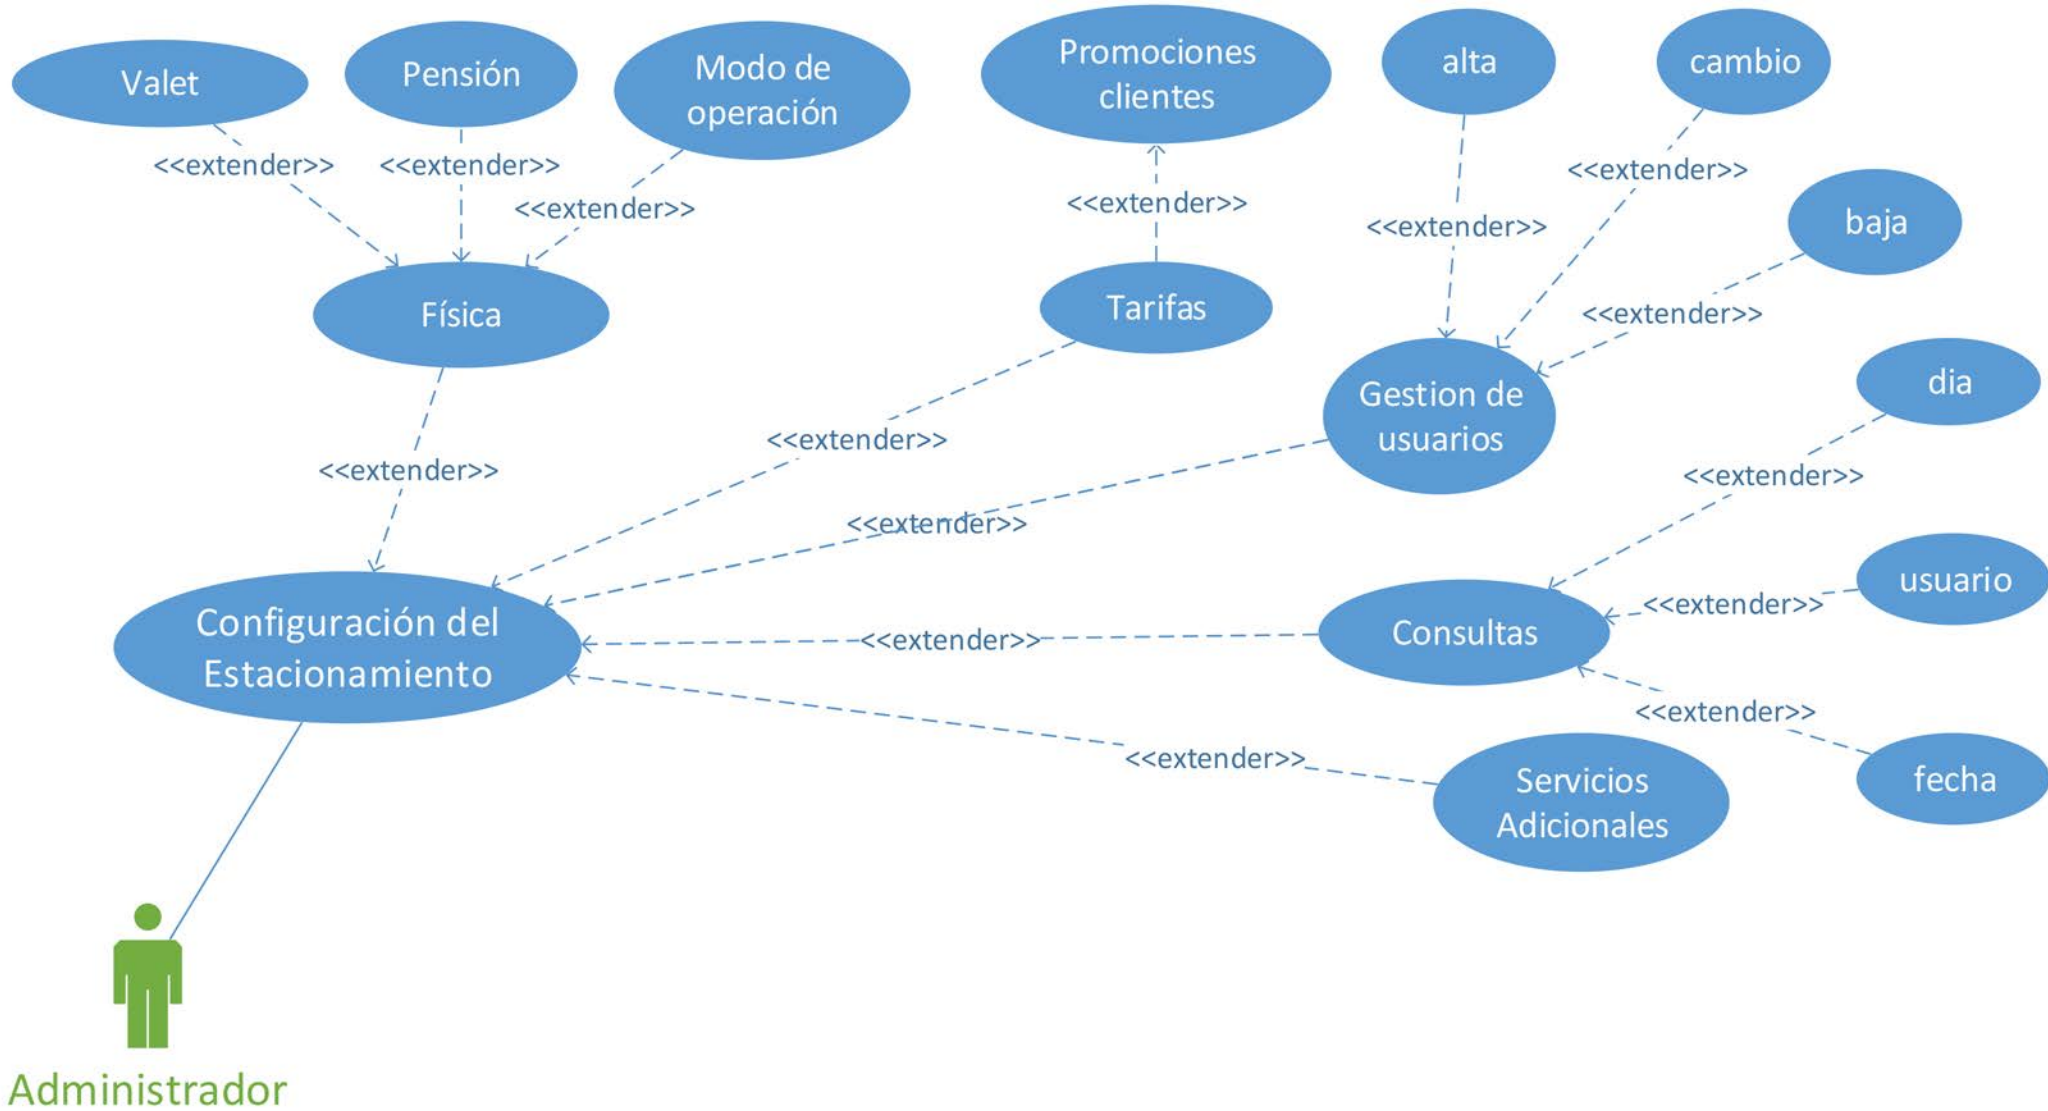 Valet
Pensión
Modo de
operación
Promociones
clientes
alta
cambio
<<extender>>
<<extender>>
<<extender>>
<<extender>>
<<extender>>
<<extender>>
baja
Física
Tarifas
<<extender>>
Gestion de
usuarios
dia
<<extender>>
<<extender>>
<<extender>>
<<extender>>
usuario
Configuración del
Estacionamiento
<<extender>>
Consultas
<<extender>>
<<extender>>
<<extender>>
Servicios
Adicionales
fecha
Administrador